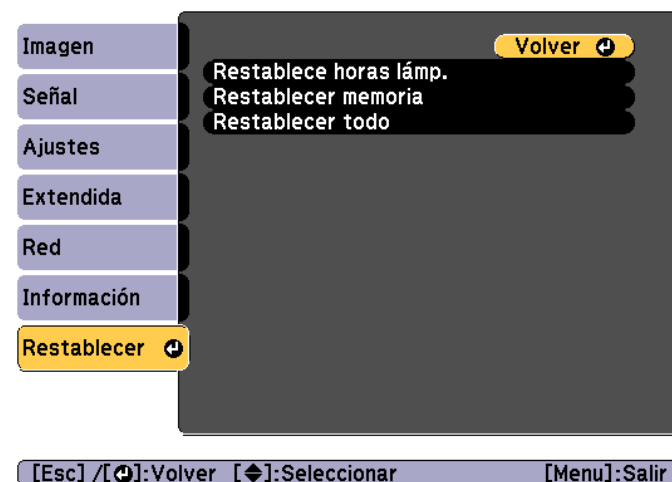 Imagen
Señal
Ajustes
Extendida
Red
Información
Restablecer
Volver
Restablece horas lámp.
Restablecer memoria
Restablecer todo
[Esc] /[⏎]:Volver [◆]:Seleccionar [Menu]:Salir